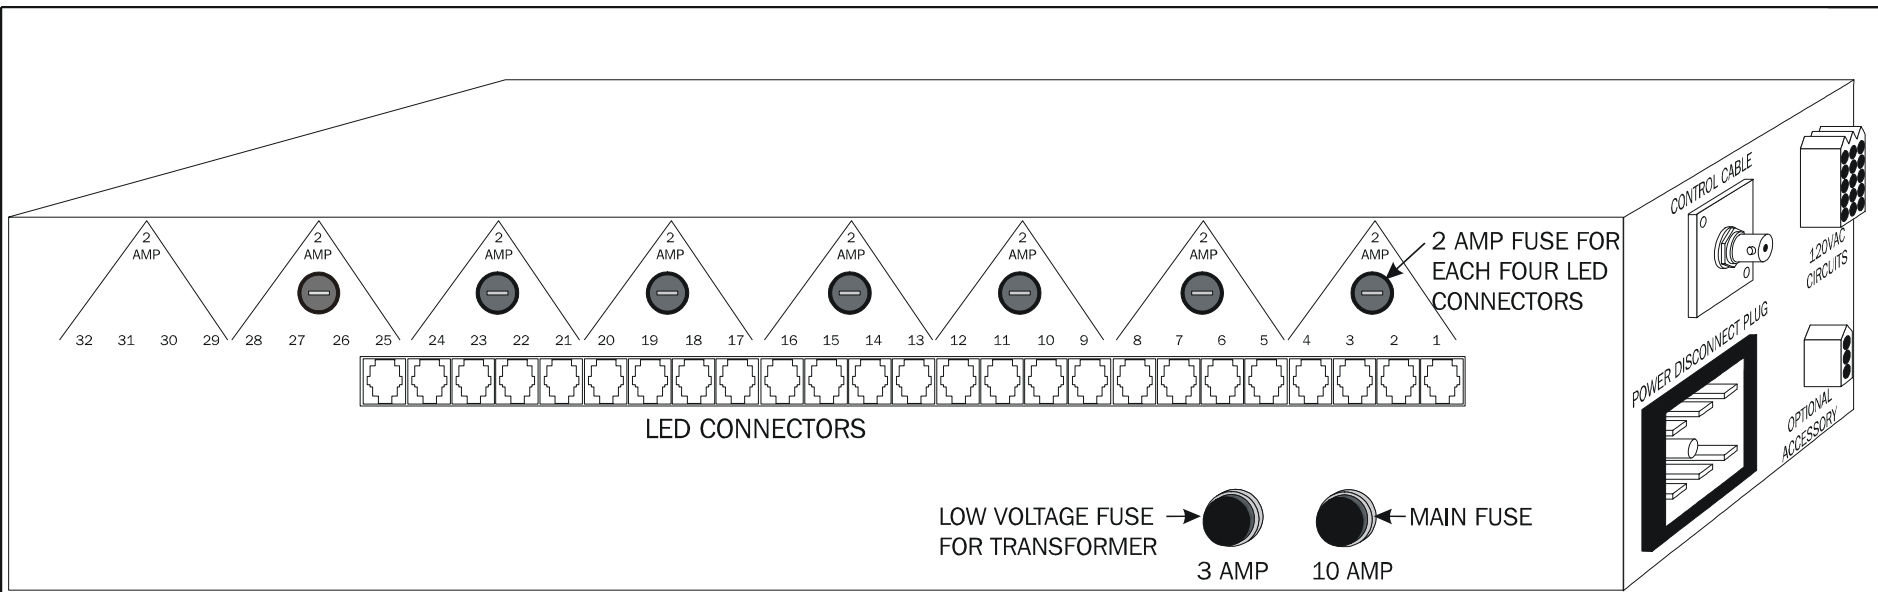 2 AMP
2 AMP
2 AMP
2 AMP
2 AMP
2 AMP
2 AMP
2 AMP
2 AMP FUSE FOR
EACH FOUR LED
CONNECTORS
32 31 30 29 28 27 26 25 24 23 22 21 20 19 18 17 16 15 14 13 12 11 10 9 8 7 6 5 4 3 2 1
LED CONNECTORS
LOW VOLTAGE FUSE
FOR TRANSFORMER
3 AMP
MAIN FUSE
10 AMP
CONTROL CABLE
120VAC
CIRCUITS
POWER DISCONNECT PLUG
OPTIONAL
ACCESSORY